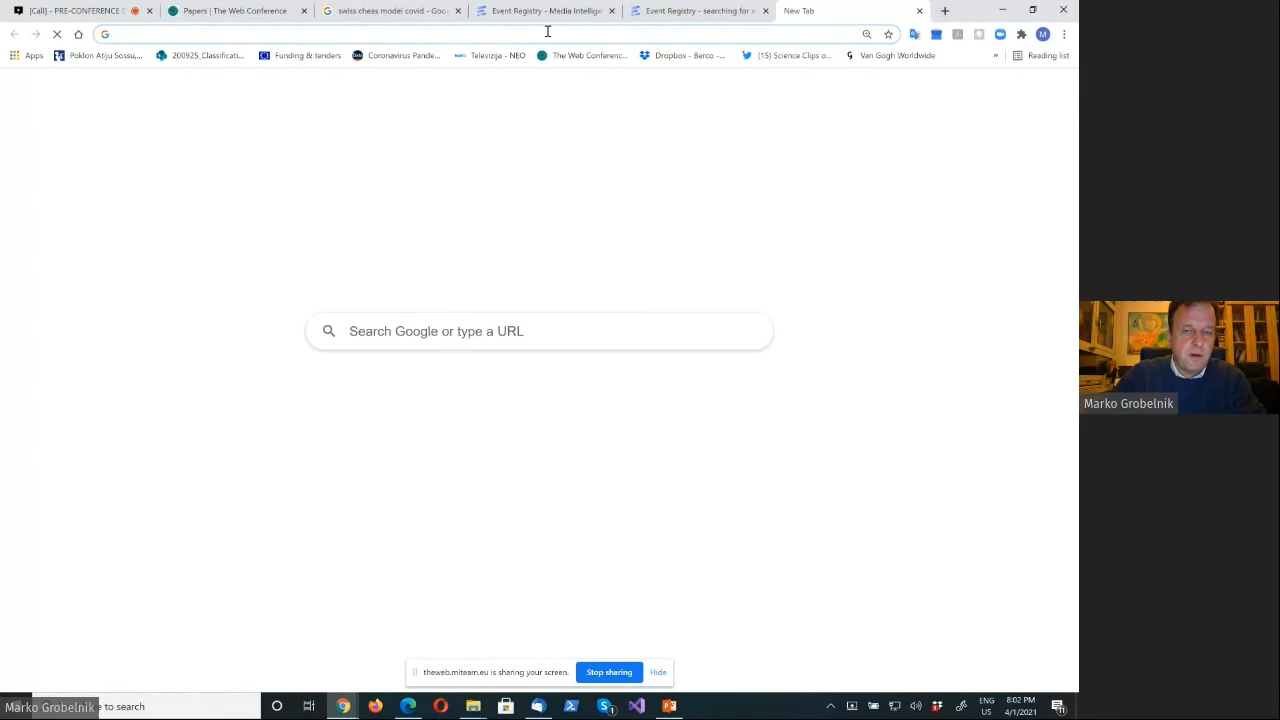 [Call] - PRE-CONFERENCE E
Papers | The Web Conference
swiss cheas model covid - Goog
Event Registry - Media Intellige
Event Registry - searching for e
New Tab
Apps
Poklon Atiju Sossu,...
200925_Classificati...
Funding & tenders
Coronavirus Pande...
Televizija - NEO
The Web Conferenc...
Dropbox - Berco -...
(15) Science Clips o...
Van Gogh Worldwide
»
Reading list
Search Google or type a URL
Marko Grobelnik
theweb.miteam.eu is sharing your screen.
Stop sharing
Hide
Marko Grobelnik
e to search
ENG
US
8:02 PM
4/1/2021